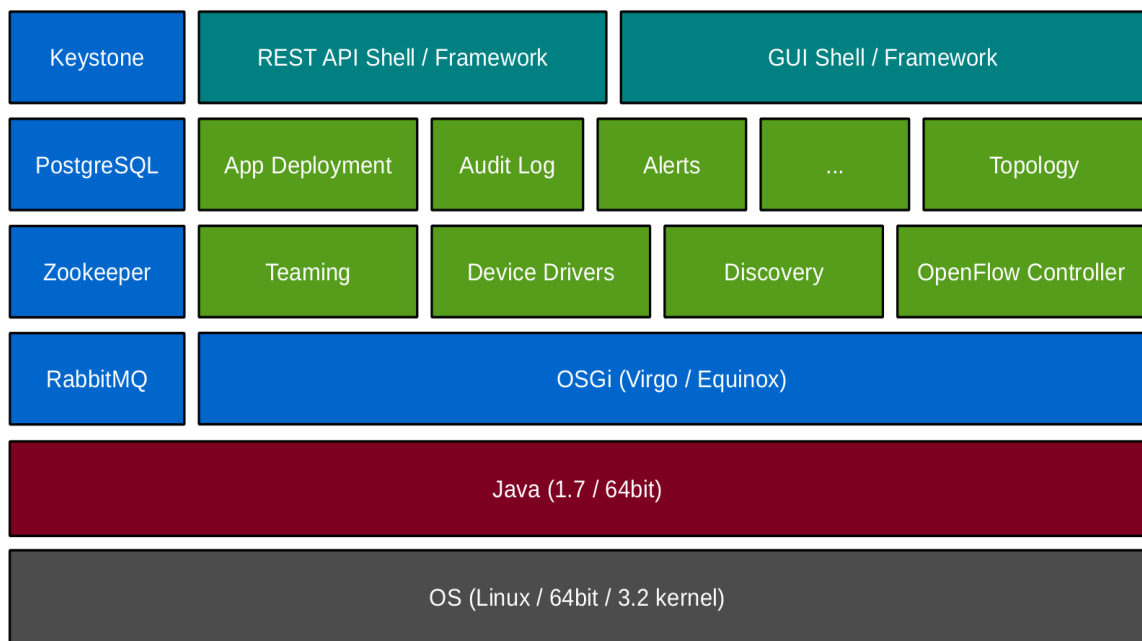 Keystone
REST API Shell / Framework
GUI Shell / Framework
PostgreSQL
App Deployment
Audit Log
Alerts
...
Topology
Zookeeper
Teaming
Device Drivers
Discovery
OpenFlow Controller
RabbitMQ
OSGi (Virgo / Equinox)
Java (1.7 / 64bit)
OS (Linux / 64bit / 3.2 kernel)